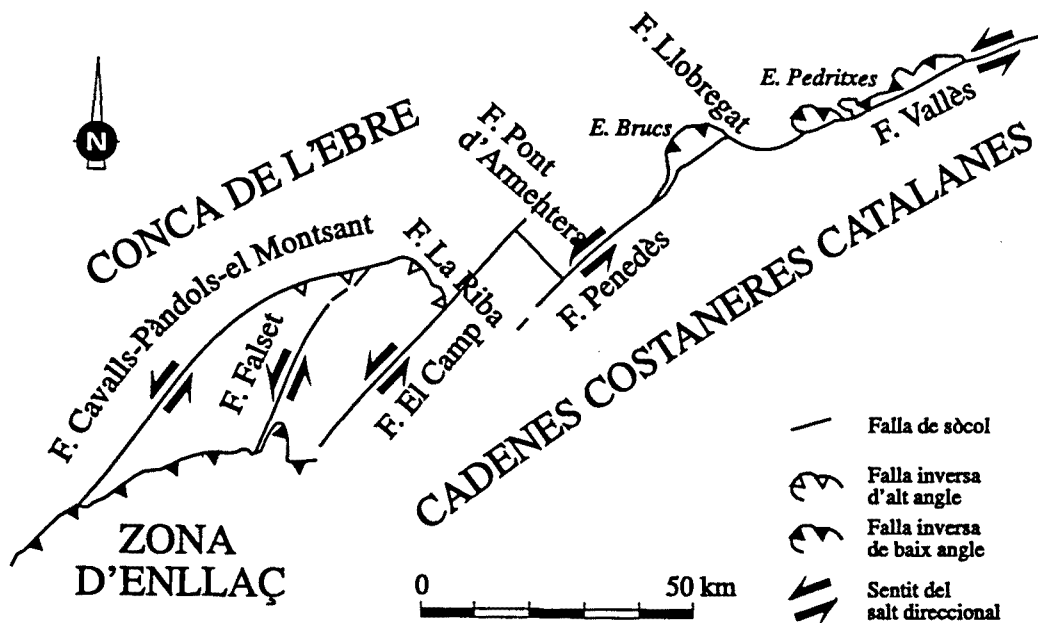 N
CONCA DE L'EBRE
F. Cavalls-Pàndols-el Montsant
F. Falset
F. La Riba
F. El Camp
F. Pont
d'Armentera
F. Penedès
E. Brucs
F. Llobregat
E. Pedritxes
F. Vallès
CADENES COSTANERES CATALANES
ZONA
D'ENLLAÇ
0
50 km
Falla de sòcol
Falla inversa
d'alt angle
Falla inversa
de baix angle
Sentit del
salt direccional